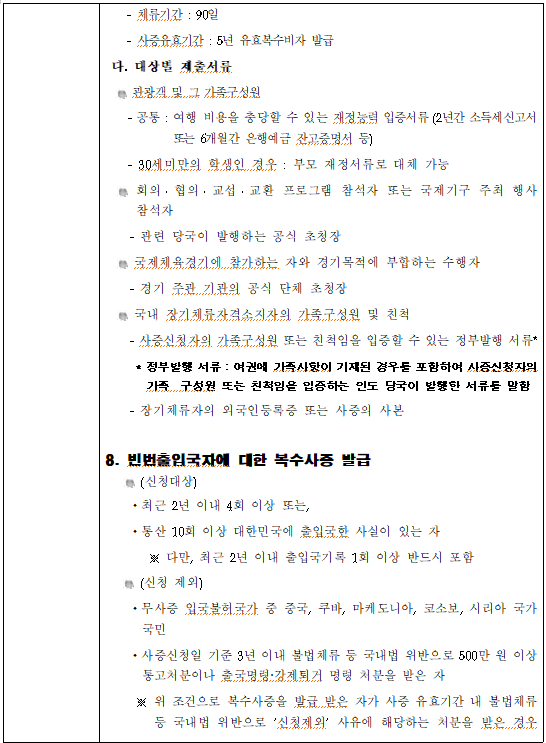 - 체류기간 : 90일
- 사증유효기간 : 5년 유효복수비자 발급
다. 대상별 제출서류
관광객 및 그 가족구성원
- 공통 : 여행 비용을 충당할 수 있는 재정능력 입증서류(2년간 소득세신고서
또는 6개월간 은행예금 잔고증명서 등)
- 30세미만의 학생인 경우 : 부모 재정서류로 대체 가능
회의·협의·교섭·교환 프로그램 참석자 또는 국제기구 주최 행사
참석자
- 관련 당국이 발행하는 공식 초청장
국제체육경기에 참가하는 자와 경기목적에 부합하는 수행자
- 경기 주관 기관의 공식 단체 초청장
국내 장기체류자격소지자의 가족구성원 및 친척
- 사증신청자의 가족구성원 또는 친척임을 입증할 수 있는 정부발행 서류*
* 정부발행 서류 : 여권에 가족사항이 기재된 경우를 포함하여 사증신청자의
가족 구성원 또는 친척임을 입증하는 인도 당국이 발행한 서류를 말함
- 장기체류자의 외국인등록증 또는 사증의 사본
8. 빈번출입국자에 대한 복수사증 발급
(신청대상)
• 최근 2년 이내 4회 이상 또는,
• 통산 10회 이상 대한민국에 출입국한 사실이 있는 자
※ 다만, 최근 2년 이내 출입국기록 1회 이상 반드시 포함
(신청 제외)
• 무사증 입국불허국가 중 중국, 쿠바, 마케도니아, 코소보, 시리아 국가
국민
• 사증신청일 기준 3년 이내 불법체류 등 국내법 위반으로 500만 원 이상
통고처분이나 출국명령·강제퇴거 명령 처분을 받은 자
※ 위 조건으로 복수사증을 발급 받은 자가 사증 유효기간 내 불법체류
등 국내법 위반으로 '신청제외' 사유에 해당하는 처분을 받은 경우